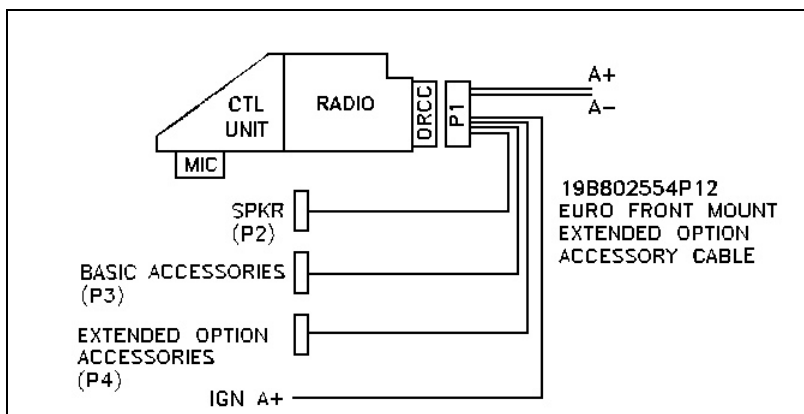 CTL
UNIT
RADIO
ORCC
P1
A+
A-
MIC
SPKR
(P2)
19B802554P12
EURO FRONT MOUNT
EXTENDED OPTION
ACCESSORY CABLE
BASIC ACCESSORIES
(P3)
EXTENDED OPTION
ACCESSORIES
(P4)
IGN A+